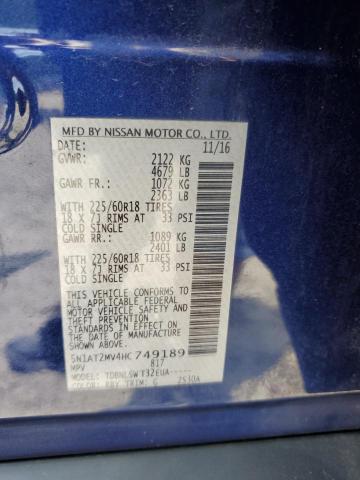 MFD BY NISSAN MOTOR CO., LTD.
DATE: 11/16
GVWR: 2122 KG
4679 LB
GAWR FR.: 1072 KG
2363 LB
WITH 225/60R18 TIRES
18 X 7J RIMS AT 33 PSI
COLD SINGLE
GAWR RR.: 1089 KG
2401 LB
WITH 225/60R18 TIRES
18 X 7J RIMS AT 33 PSI
COLD SINGLE
THIS VEHICLE CONFORMS TO
ALL APPLICABLE FEDERAL
MOTOR VEHICLE SAFETY
STANDARDS IN EFFECT ON
THE DATE OF MANUFACTURE
SHOWN ABOVE.
5N1AT2MV4HC749189
MPV 817
MODEL:
COLOR: TRIM: